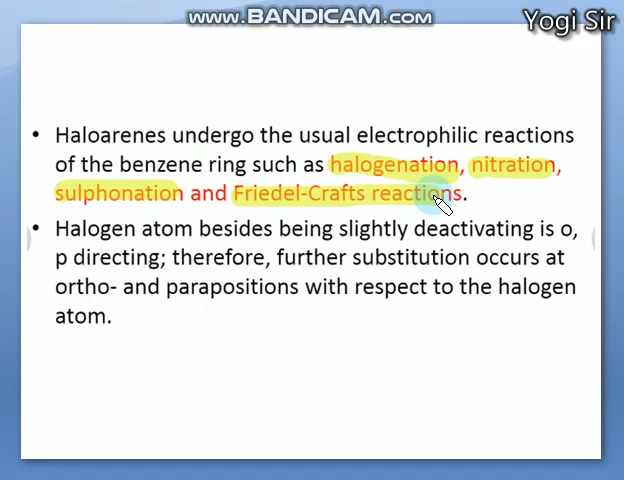 www.BANDICAM.com
Yogi Sir
• Haloarenes undergo the usual electrophilic reactions
of the benzene ring such as halogenation, nitration,
sulphonation and Friedel-Crafts reactions.
• Halogen atom besides being slightly deactivating is o,
p directing; therefore, further substitution occurs at
ortho- and parapositions with respect to the halogen
atom.